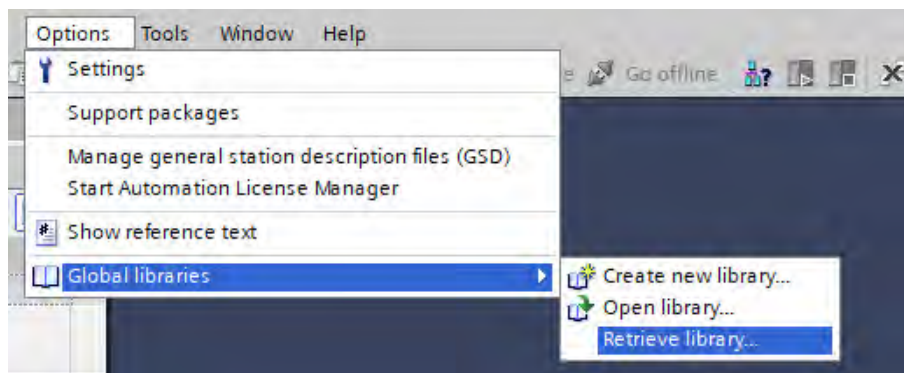 Options Tools Window Help
Settings
Go offline
Support packages
Manage general station description files (GSD)
Start Automation License Manager
Show reference text
Global libraries
Create new library...
Open library...
Retrieve library...